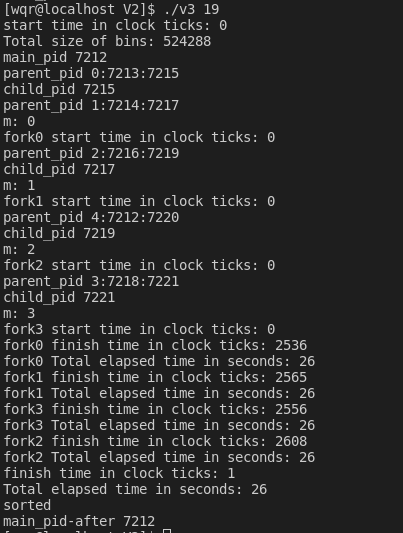 [wqr@localhost V2]$ ./v3 19
start time in clock ticks: 0
Total size of bins: 524288
main_pid 7212
parent_pid 0:7213:7215
child_pid 7215
parent_pid 1:7214:7217
m: 0
fork0 start time in clock ticks: 0
parent_pid 2:7216:7219
child_pid 7217
m: 1
fork1 start time in clock ticks: 0
parent_pid 4:7212:7220
child_pid 7219
m: 2
fork2 start time in clock ticks: 0
parent_pid 3:7218:7221
child_pid 7221
m: 3
fork3 start time in clock ticks: 0
fork0 finish time in clock ticks: 2536
fork0 Total elapsed time in seconds: 26
fork1 finish time in clock ticks: 2565
fork1 Total elapsed time in seconds: 26
fork3 finish time in clock ticks: 2556
fork3 Total elapsed time in seconds: 26
fork2 finish time in clock ticks: 2608
fork2 Total elapsed time in seconds: 26
finish time in clock ticks: 1
Total elapsed time in seconds: 26
sorted
main_pid-after 7212